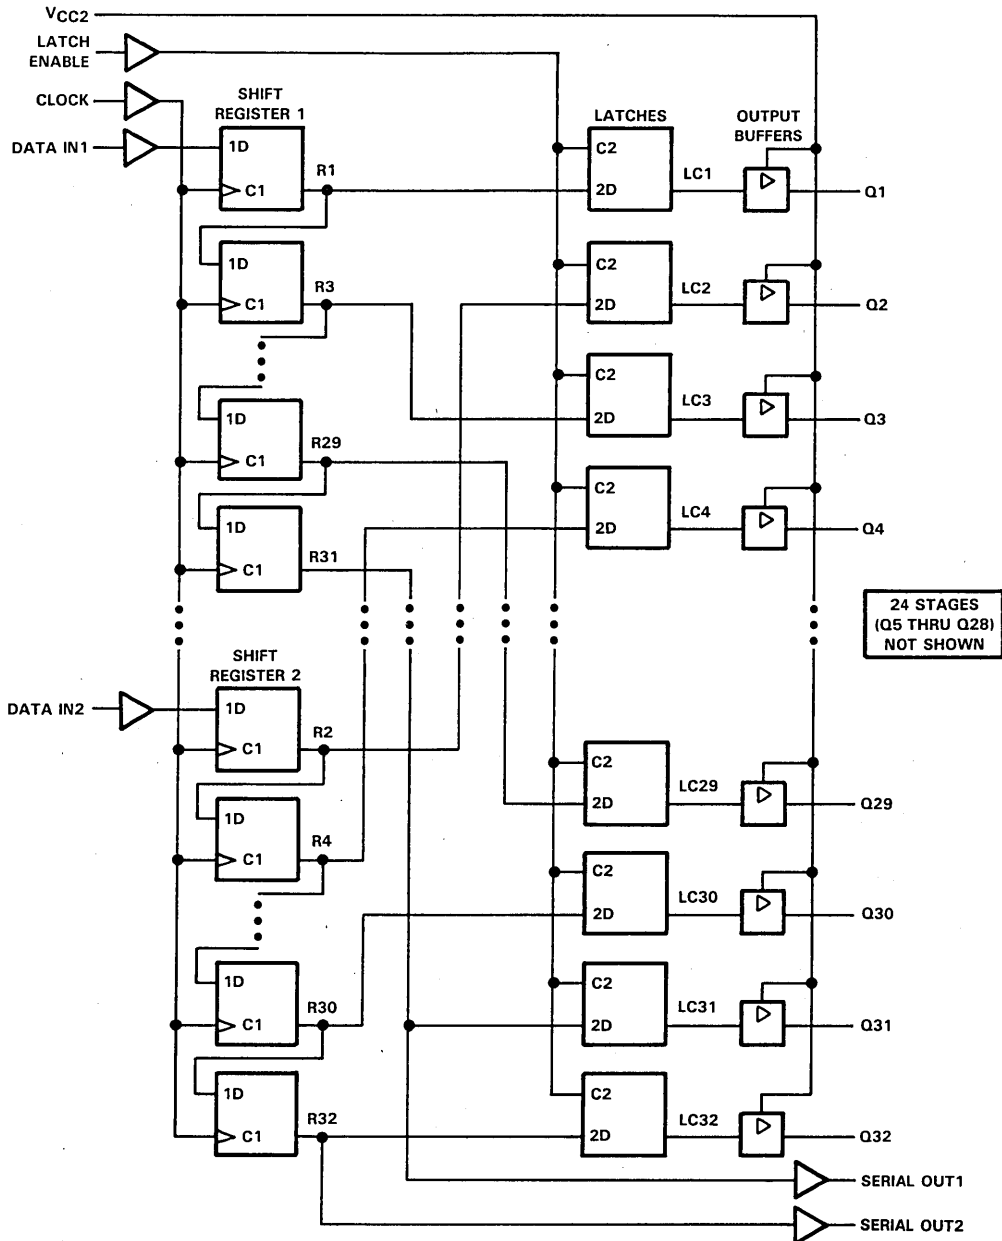 VCC2
LATCH
ENABLE
CLOCK
DATA IN1
SHIFT
REGISTER 1
LATCHES
OUTPUT
BUFFERS
1D
C1
R1
C2
2D
LC1
Q1
1D
C1
R3
C2
2D
LC2
Q2
C2
2D
LC3
Q3
1D
C1
R29
C2
2D
LC4
Q4
1D
C1
R31
24 STAGES
(Q5 THRU Q28)
NOT SHOWN
SHIFT
REGISTER 2
DATA IN2
1D
C1
R2
C2
2D
LC29
Q29
1D
C1
R4
C2
2D
LC30
Q30
1D
C1
R30
C2
2D
LC31
Q31
1D
C1
R32
C2
2D
LC32
Q32
SERIAL OUT1
SERIAL OUT2